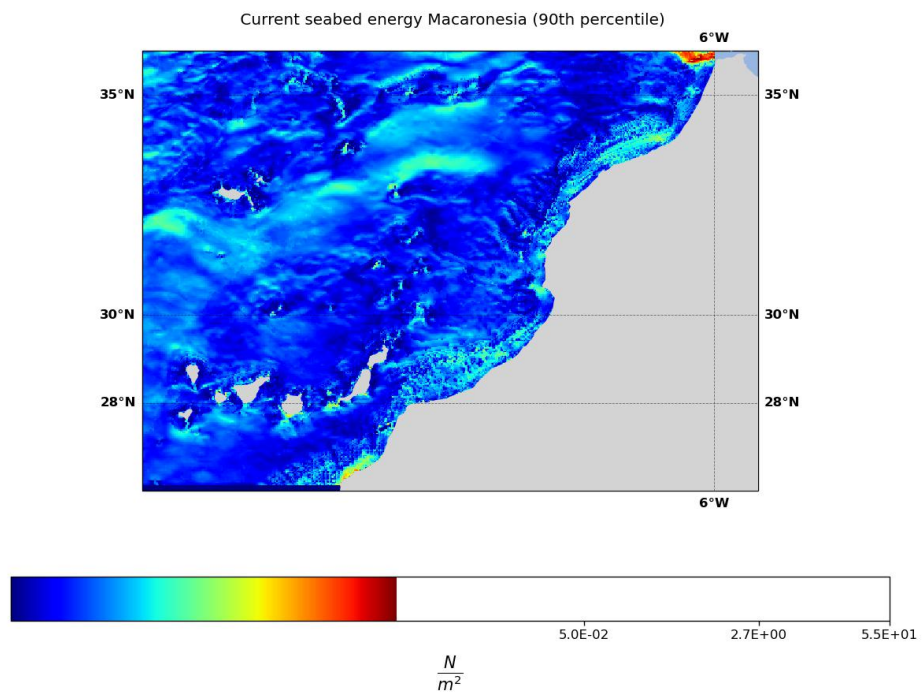 Current seabed energy Macaronesia (90th percentile)
6°W
35°N 35°N
30°N 30°N
28°N 28°N
6°W
5.0E-02 2.7E+00 5.5E+01
N
m2